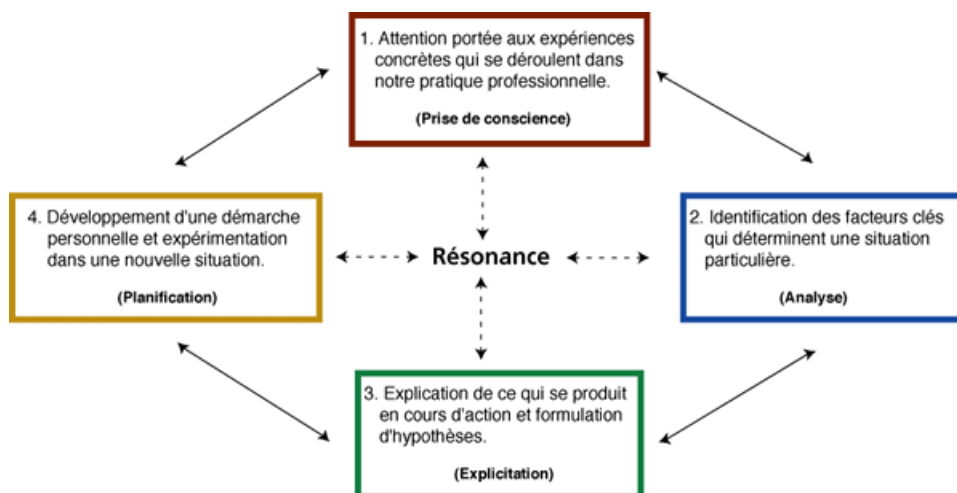 1. Attention portée aux expériences
concrètes qui se déroulent dans
notre pratique professionnelle.
(Prise de conscience)
4. Développement d'une démarche
personnelle et expérimentation
dans une nouvelle situation.
(Planification)
Résonance
2. Identification des facteurs clés
qui déterminent une situation
particulière.
(Analyse)
3. Explication de ce qui se produit
en cours d'action et formulation
d'hypothèses.
(Explicitation)